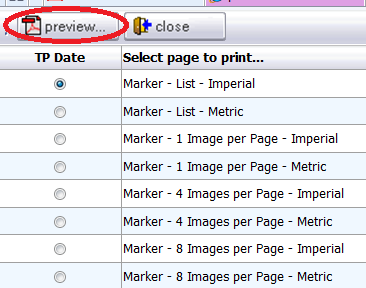 preview... close
TP Date Select page to print...
Marker - List - Imperial
Marker - List - Metric
Marker - 1 Image per Page - Imperial
Marker - 1 Image per Page - Metric
Marker - 4 Images per Page - Imperial
Marker - 4 Images per Page - Metric
Marker - 8 Images per Page - Imperial
Marker - 8 Images per Page - Metric